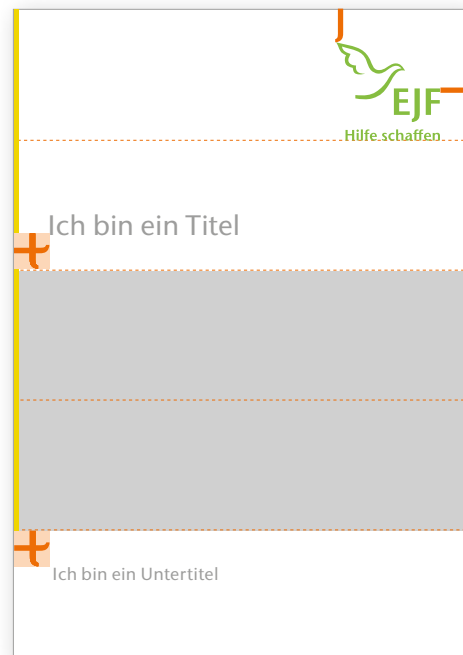 EJF
Hilfe schaffen
Ich bin ein Titel
Ich bin ein Untertitel